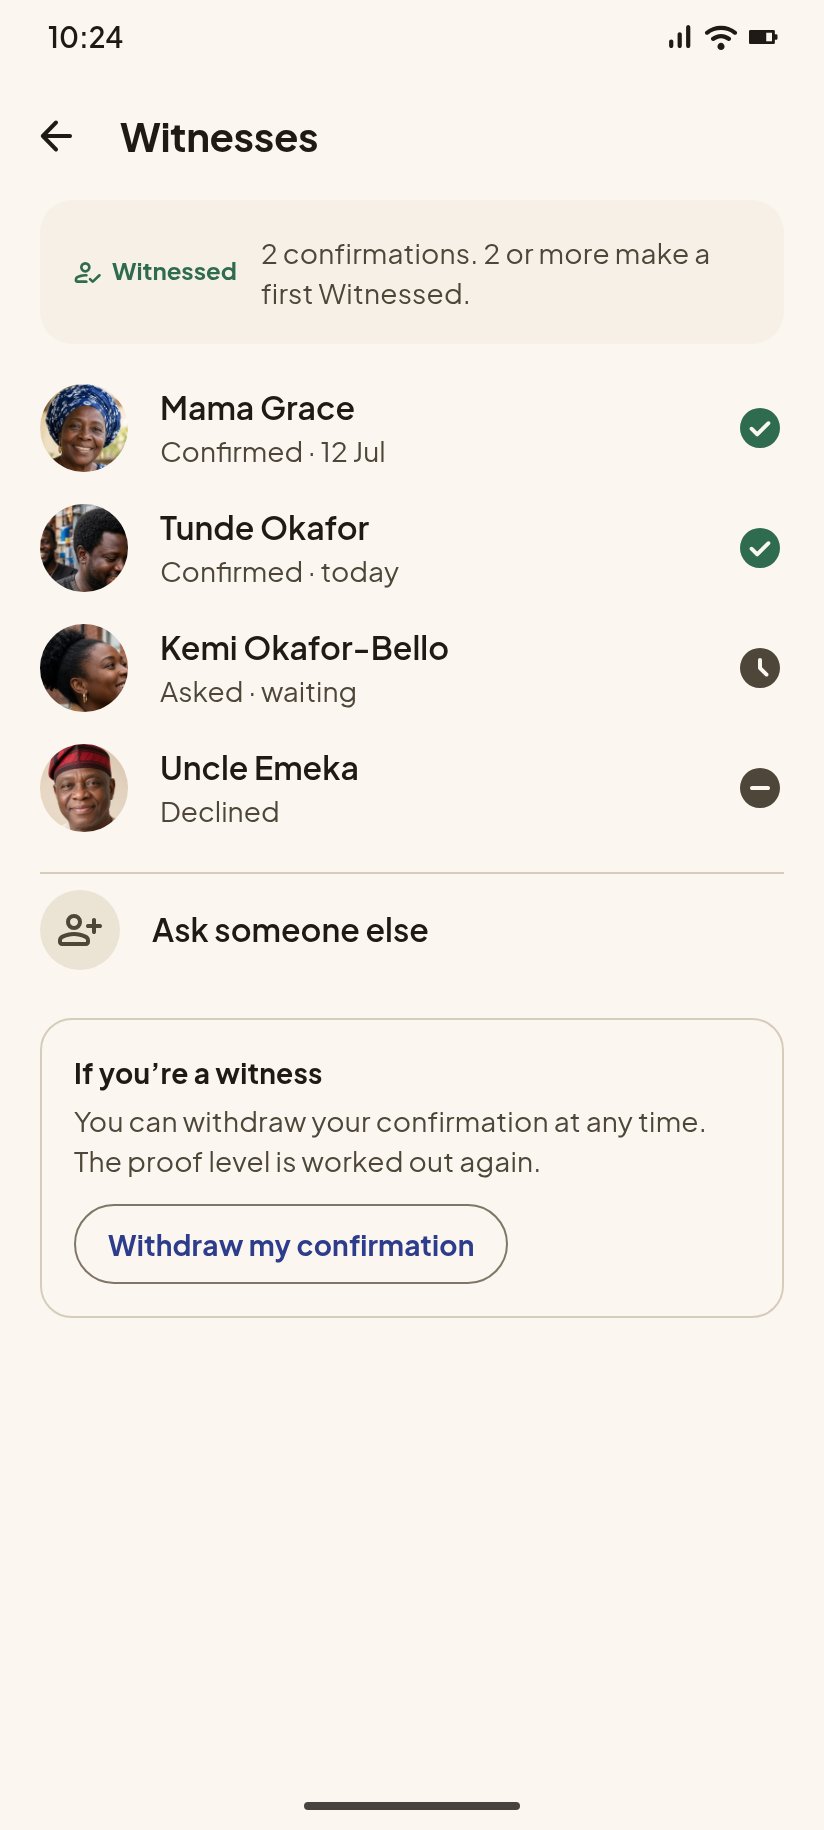 10:24
Witnesses
Witnessed
2 confirmations. 2 or more make a
first Witnessed.
Mama Grace
Confirmed · 12 Jul
Tunde Okafor
Confirmed · today
Kemi Okafor-Bello
Asked · waiting
Uncle Emeka
Declined
Ask someone else
If you’re a witness
You can withdraw your confirmation at any time.
The proof level is worked out again.
Withdraw my confirmation